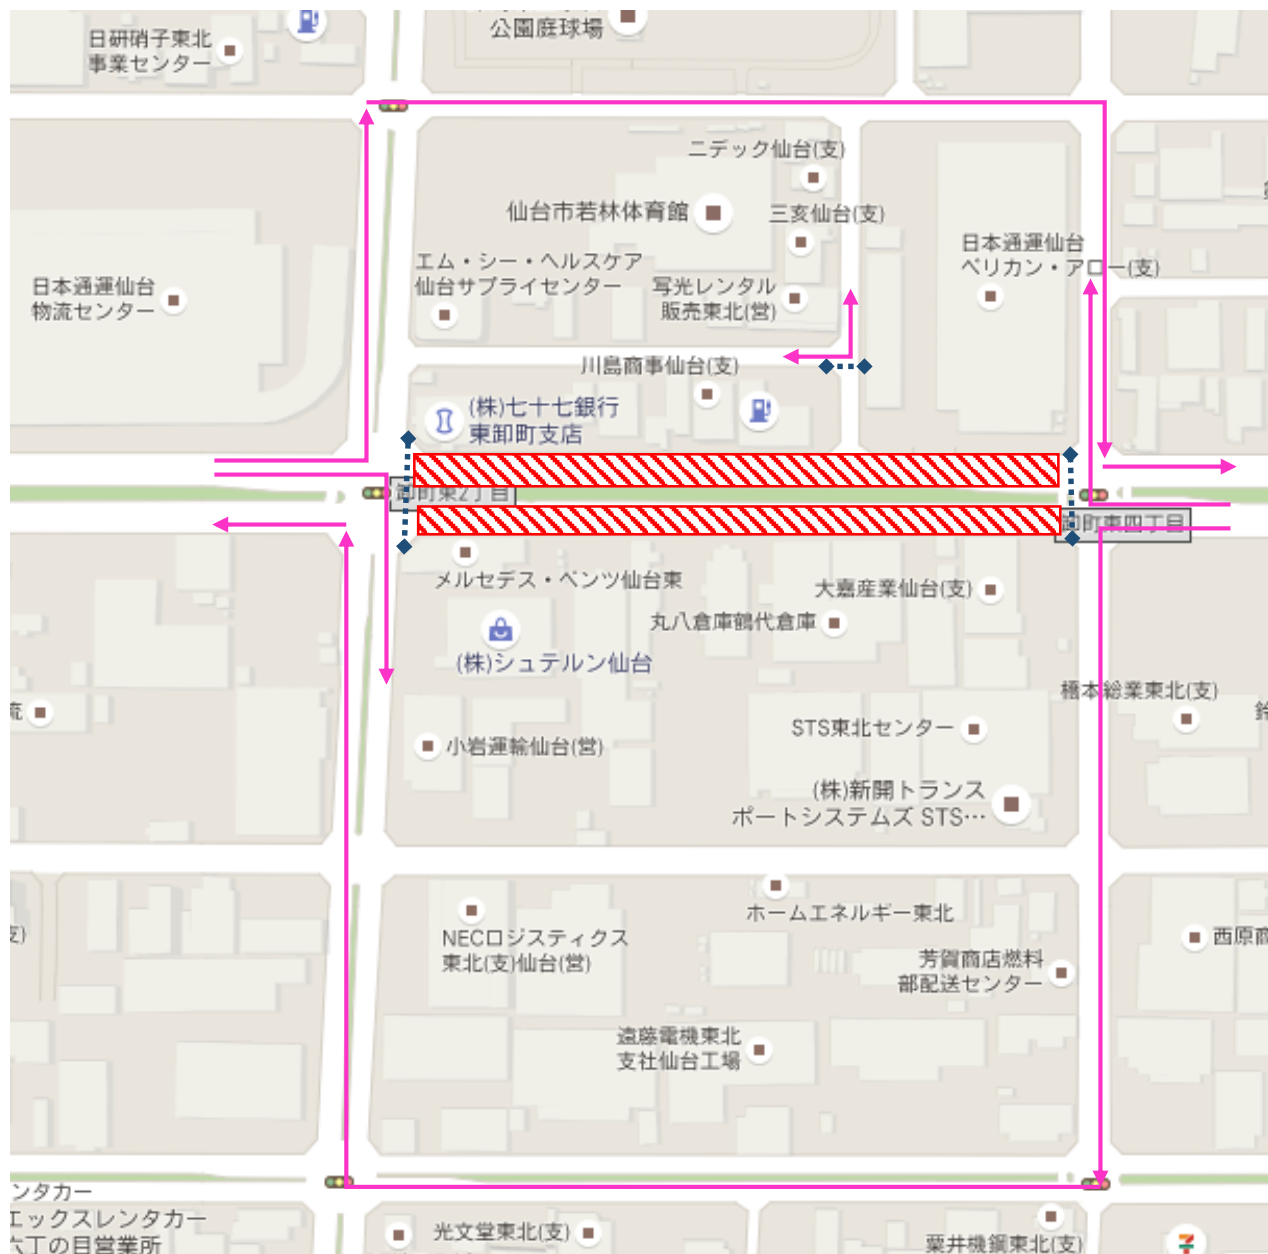 公園庭球場
日研硝子東北
事業センター
ニデック仙台(支)
仙台市若林体育館
三亥仙台(支)
日本通運仙台
ペリカン・アロー(支)
エム・シー・ヘルスケア
仙台サプライセンター
写光レンタル
販売東北(営)
日本通運仙台
物流センター
川島商事仙台(支)
(株)七十七銀行
東卸町支店
卸町東2丁目
卸町東四丁目
メルセデス・ベンツ仙台東
大嘉産業仙台(支)
丸八倉庫鶴代倉庫
(株)シュテルン仙台
橋本総業東北(支)
流
STS東北センター
小岩運輸仙台(営)
(株)新開トランス
ポートシステムズ STS…
ホームエネルギー東北
NECロジスティクス
東北(支)仙台(営)
支)
西原商
芳賀商店燃料
部配送センター
遠藤電機東北
支社仙台工場
ンタカー
エックスレンタカー
六丁の目営業所
光文堂東北(支)
粟井機鋼東北(支)
7